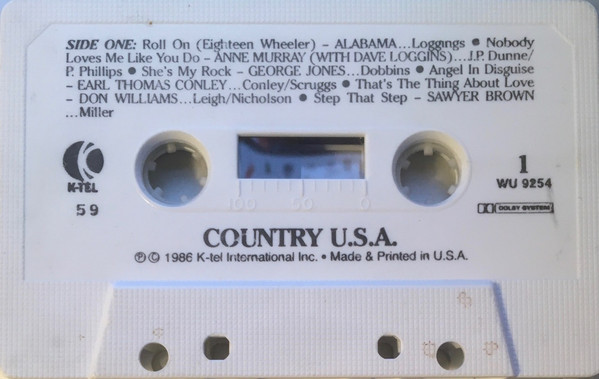 SIDE ONE: Roll On (Eighteen Wheeler) – ALABAMA...Loggings • Nobody
Loves Me Like You Do – ANNE MURRAY (WITH DAVE LOGGINS)....J.P. Dunne/
P. Phillips • She's My Rock – GEORGE JONES...Dobbins • Angel In Disguise
– EARL THOMAS CONLEY...Conley/Scruggs • That's The Thing About Love
– DON WILLIAMS...Leigh/Nicholson • Step That Step – SAWYER BROWN
...Miller
K-TEL
59
100 50 0
1
WU 9254
DOLBY SYSTEM
COUNTRY U.S.A.
℗ © 1986 K-tel International Inc. • Made & Printed in U.S.A.